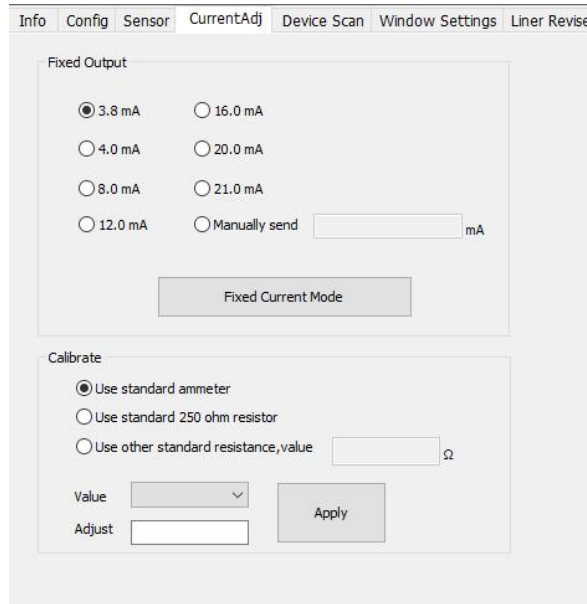 Info Config Sensor CurrentAdj Device Scan Window Settings Liner Revise
Fixed Output
3.8 mA 16.0 mA
4.0 mA 20.0 mA
8.0 mA 21.0 mA
12.0 mA Manually send mA
Fixed Current Mode
Calibrate
Use standard ammeter
Use standard 250 ohm resistor
Use other standard resistance,value Ω
Value
Apply
Adjust